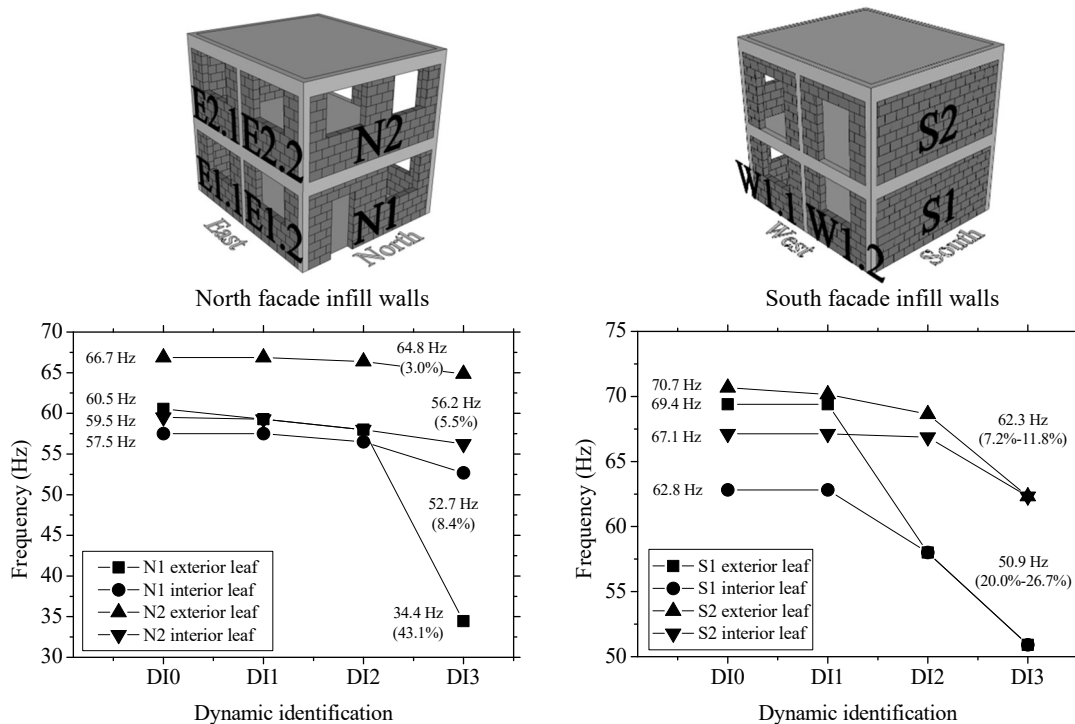 E2.1
E2.2
N2
E1.1
E1.2
N1
East
North
North facade infill walls
S2
W1.1
W1.2
S1
West
South
South facade infill walls
70
65
60
55
50
45
40
35
30
Frequency (Hz)
66.7 Hz
60.5 Hz
59.5 Hz
57.5 Hz
64.8 Hz
(3.0%)
56.2 Hz
(5.5%)
52.7 Hz
(8.4%)
34.4 Hz
(43.1%)
N1 exterior leaf
N1 interior leaf
N2 exterior leaf
N2 interior leaf
DI0 DI1 DI2 DI3
Dynamic identification
75
70
65
60
55
50
Frequency (Hz)
70.7 Hz
69.4 Hz
67.1 Hz
62.8 Hz
62.3 Hz
(7.2%-11.8%)
50.9 Hz
(20.0%-26.7%)
S1 exterior leaf
S1 interior leaf
S2 exterior leaf
S2 interior leaf
DI0 DI1 DI2 DI3
Dynamic identification